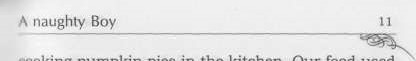 A naughty Boy 11
cooking pumpkin pies in the kitchen. Our food used